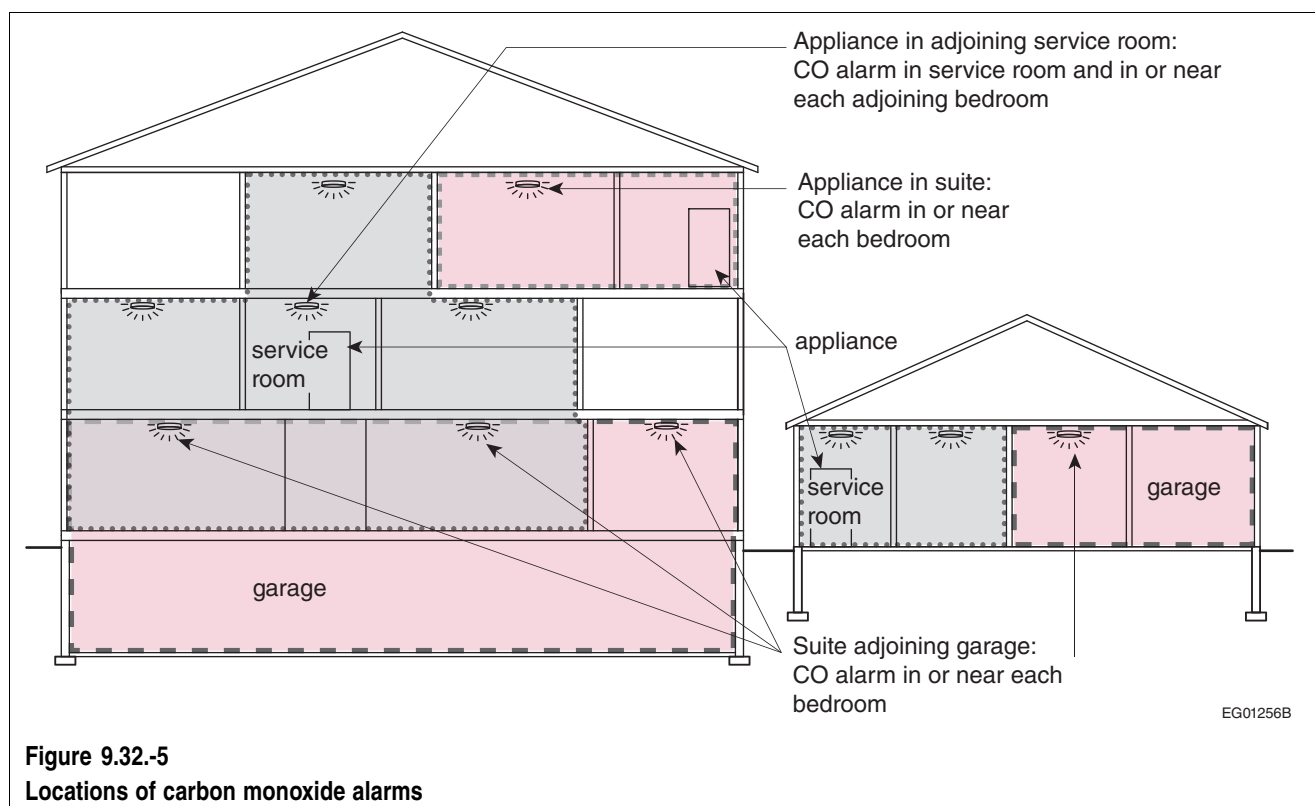 Appliance in adjoining service room:
CO alarm in service room and in or near
each adjoining bedroom
Appliance in suite:
CO alarm in or near
each bedroom
service
room
appliance
service
room
garage
garage
Suite adjoining garage:
CO alarm in or near each
bedroom
EG01256B
Figure 9.32.-5
Locations of carbon monoxide alarms